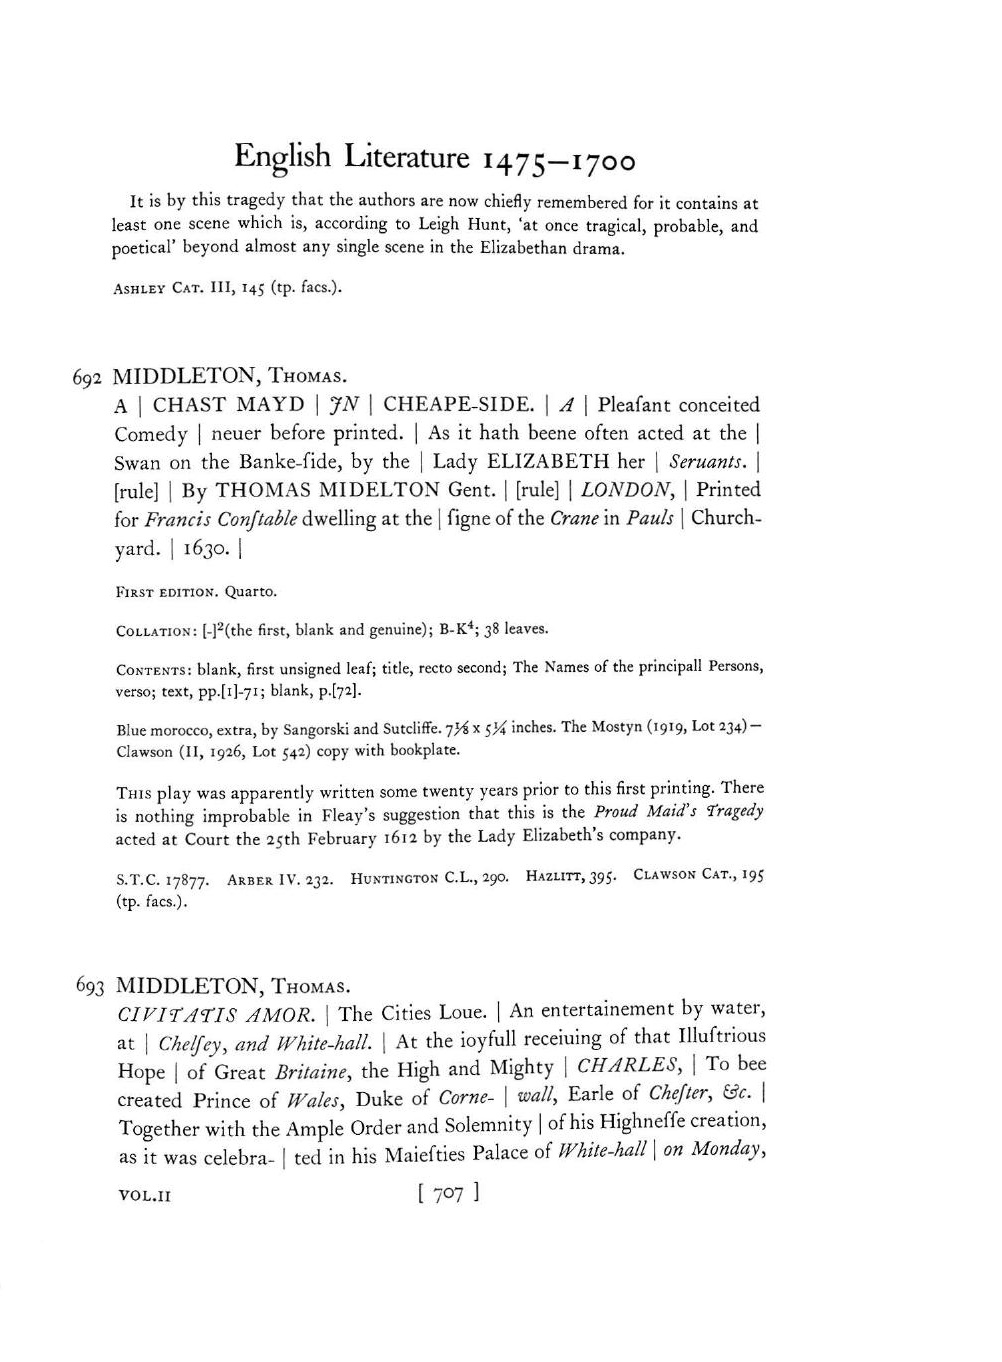 English Literature 1475–1700
It is by this tragedy that the authors are now chiefly remembered for it contains at
least one scene which is, according to Leigh Hunt, ‘at once tragical, probable, and
poetical’ beyond almost any single scene in the Elizabethan drama.
Ashley Cat. III, 145 (tp. facs.).
692 MIDDLETON, Thomas.
A | CHAST MAYD | JN | CHEAPE-SIDE. | A | Pleaſant conceited
Comedy | neuer before printed. | As it hath beene often acted at the |
Swan on the Banke-ſide, by the | Lady ELIZABETH her | Seruants. |
[rule] | By THOMAS MIDELTON Gent. | [rule] | LONDON, | Printed
for Francis Conſtable dwelling at the | ſigne of the Crane in Pauls | Church-
yard. | 1630. |
First edition. Quarto.
Collation: [-]²(the first, blank and genuine); B-K⁴; 38 leaves.
Contents: blank, first unsigned leaf; title, recto second; The Names of the principall Persons,
verso; text, pp.[1]-71; blank, p.[72].
Blue morocco, extra, by Sangorski and Sutcliffe. 7⅛ x 5¼ inches. The Mostyn (1919, Lot 234)—
Clawson (II, 1926, Lot 542) copy with bookplate.
This play was apparently written some twenty years prior to this first printing. There
is nothing improbable in Fleay's suggestion that this is the Proud Maid's Tragedy
acted at Court the 25th February 1612 by the Lady Elizabeth's company.
S.T.C. 17877. Arber IV. 232. Huntington C.L., 290. Hazlitt, 395. Clawson Cat., 195
(tp. facs.).
693 MIDDLETON, Thomas.
CIVITATIS AMOR. | The Cities Loue. | An entertainement by water,
at | Chelſey, and White-hall. | At the ioyfull receiuing of that Illuſtrious
Hope | of Great Britaine, the High and Mighty | CHARLES, | To bee
created Prince of Wales, Duke of Corne- | wall, Earle of Cheſter, &c. |
Together with the Ample Order and Solemnity | of his Highneſſe creation,
as it was celebra- | ted in his Maieſties Palace of White-hall | on Monday,
VOL.II [ 707 ]